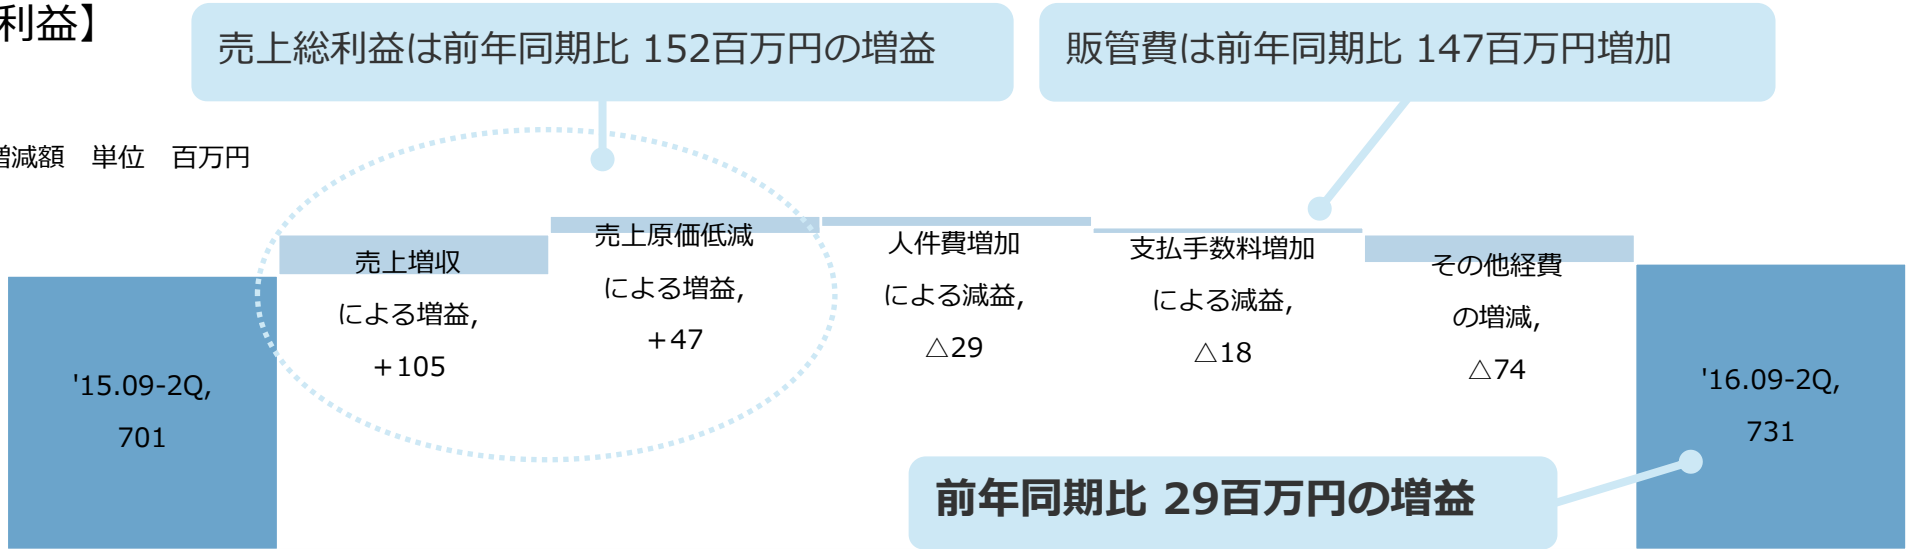 利益】
売上総利益は前年同期比 152百万円の増益
販管費は前年同期比 147百万円増加
増減額　単位　百万円
'15.09-2Q,
701
売上増収
による増益,
+105
売上原価低減
による増益,
+47
人件費増加
による減益,
△29
支払手数料増加
による減益,
△18
その他経費
の増減,
△74
'16.09-2Q,
731
前年同期比 29百万円の増益